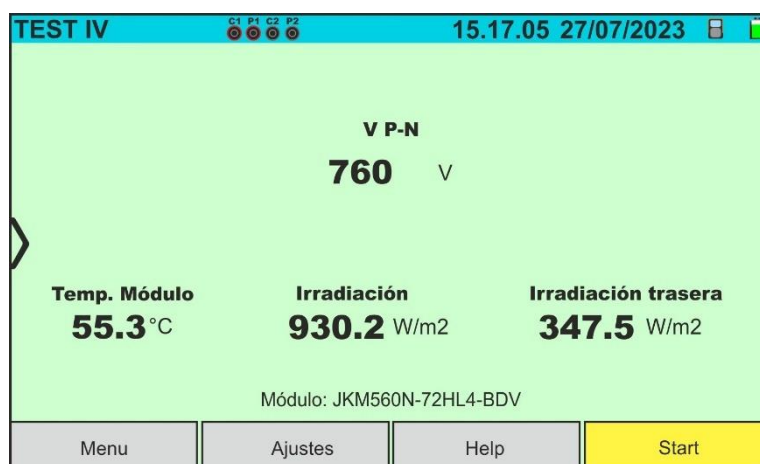 TEST IV C1 P1 C2 P2 15.17.05 27/07/2023
V P-N
760 V
Temp. Módulo Irradiación Irradiación trasera
55.3 °C 930.2 W/m2 347.5 W/m2
Módulo: JKM560N-72HL4-BDV
Menu Ajustes Help Start